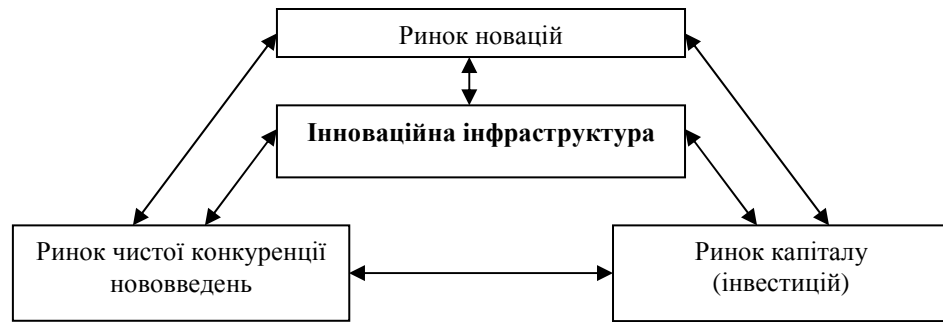 Ринок новацій
Інноваційна інфраструктура
Ринок чистої конкуренції
нововведень
Ринок капіталу
(інвестицій)